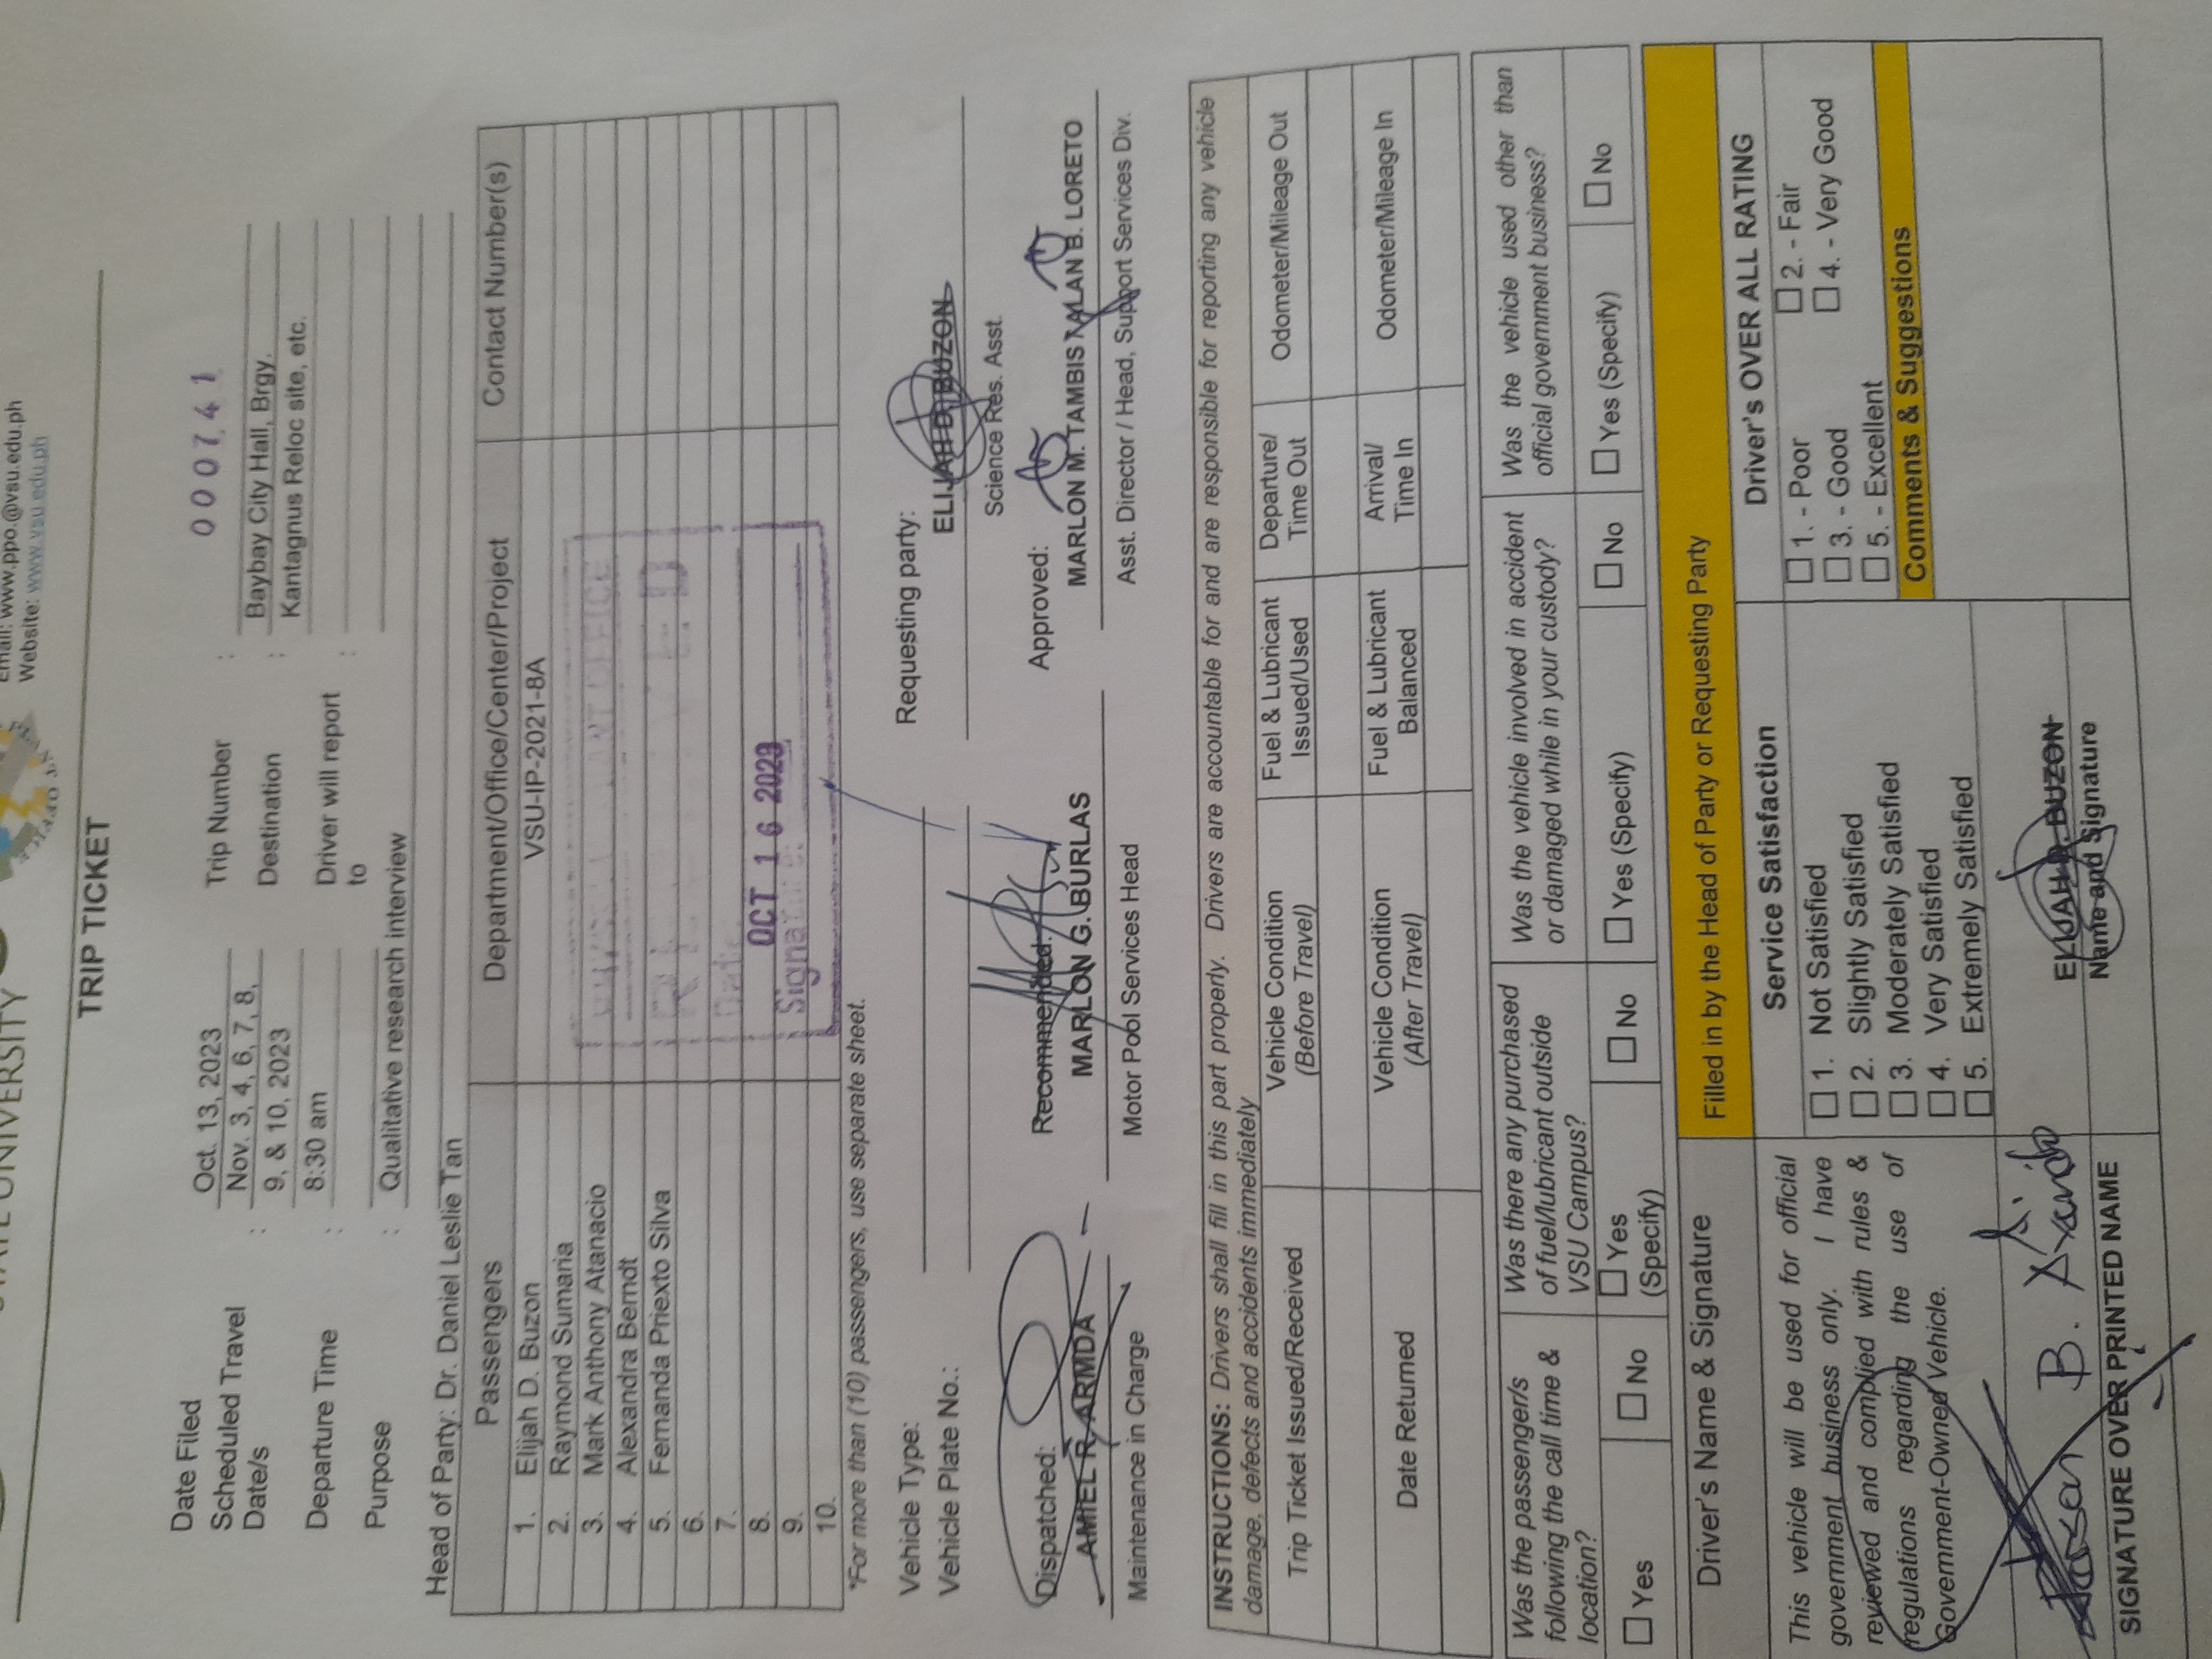 STATE UNIVERSITY
Email: www.ppo.@vsu.edu.ph
Website: www.vsu.edu.ph
TRIP TICKET
Date Filed : Oct. 13, 2023 Trip Number : 000741
Scheduled Travel Date/s : Nov. 3, 4, 6, 7, 8, 9, & 10, 2023 Destination : Baybay City Hall, Brgy. Kantagnus Reloc site, etc.
Departure Time : 8:30 am Driver will report to :
Purpose : Qualitative research interview
Head of Party: Dr. Daniel Leslie Tan
Passengers Department/Office/Center/Project Contact Number(s)
1. Elijah D. Buzon VSU-IP-2021-8A
2. Raymond Sumaria
3. Mark Anthony Atanacio
4. Alexandra Berndt
5. Fernanda Priexto Silva
6.
7.
8.
9.
10.
Date
OCT 16 2023
Signature
*For more than (10) passengers, use separate sheet.
Vehicle Type:
Vehicle Plate No.:
Requesting party:
ELIJAH D. BUZON
Science Res. Asst.
Dispatched: Recommended: Approved:
AMIEL R. ARMDA MARLON G. BURLAS MARLON M. TAMBIS / ALAN B. LORETO
Maintenance in Charge Motor Pool Services Head Asst. Director / Head, Support Services Div.
INSTRUCTIONS: Drivers shall fill in this part properly. Drivers are accountable for and are responsible for reporting any vehicle
damage, defects and accidents immediately
Trip Ticket Issued/Received Vehicle Condition (Before Travel) Fuel & Lubricant Issued/Used Departure/ Time Out Odometer/Mileage Out
Date Returned Vehicle Condition (After Travel) Fuel & Lubricant Balanced Arrival/ Time In Odometer/Mileage In
Was the passenger/s following the call time & location? Was there any purchased of fuel/lubricant outside VSU Campus? Was the vehicle involved in accident or damaged while in your custody? Was the vehicle used other than official government business?
☐ Yes ☐ No ☐ Yes (Specify) ☐ No ☐ Yes (Specify) ☐ No ☐ Yes (Specify) ☐ No
Driver's Name & Signature Filled in by the Head of Party or Requesting Party
This vehicle will be used for official
government business only. I have
reviewed and complied with rules &
regulations regarding the use of
Government-Owned Vehicle.
SIGNATURE OVER PRINTED NAME
Service Satisfaction
☐ 1. Not Satisfied
☐ 2. Slightly Satisfied
☐ 3. Moderately Satisfied
☐ 4. Very Satisfied
☐ 5. Extremely Satisfied
ELIJAH D. BUZON
Name and Signature
Driver's OVER ALL RATING
☐ 1. - Poor ☐ 2. - Fair
☐ 3. - Good ☐ 4. - Very Good
☐ 5. - Excellent
Comments & Suggestions